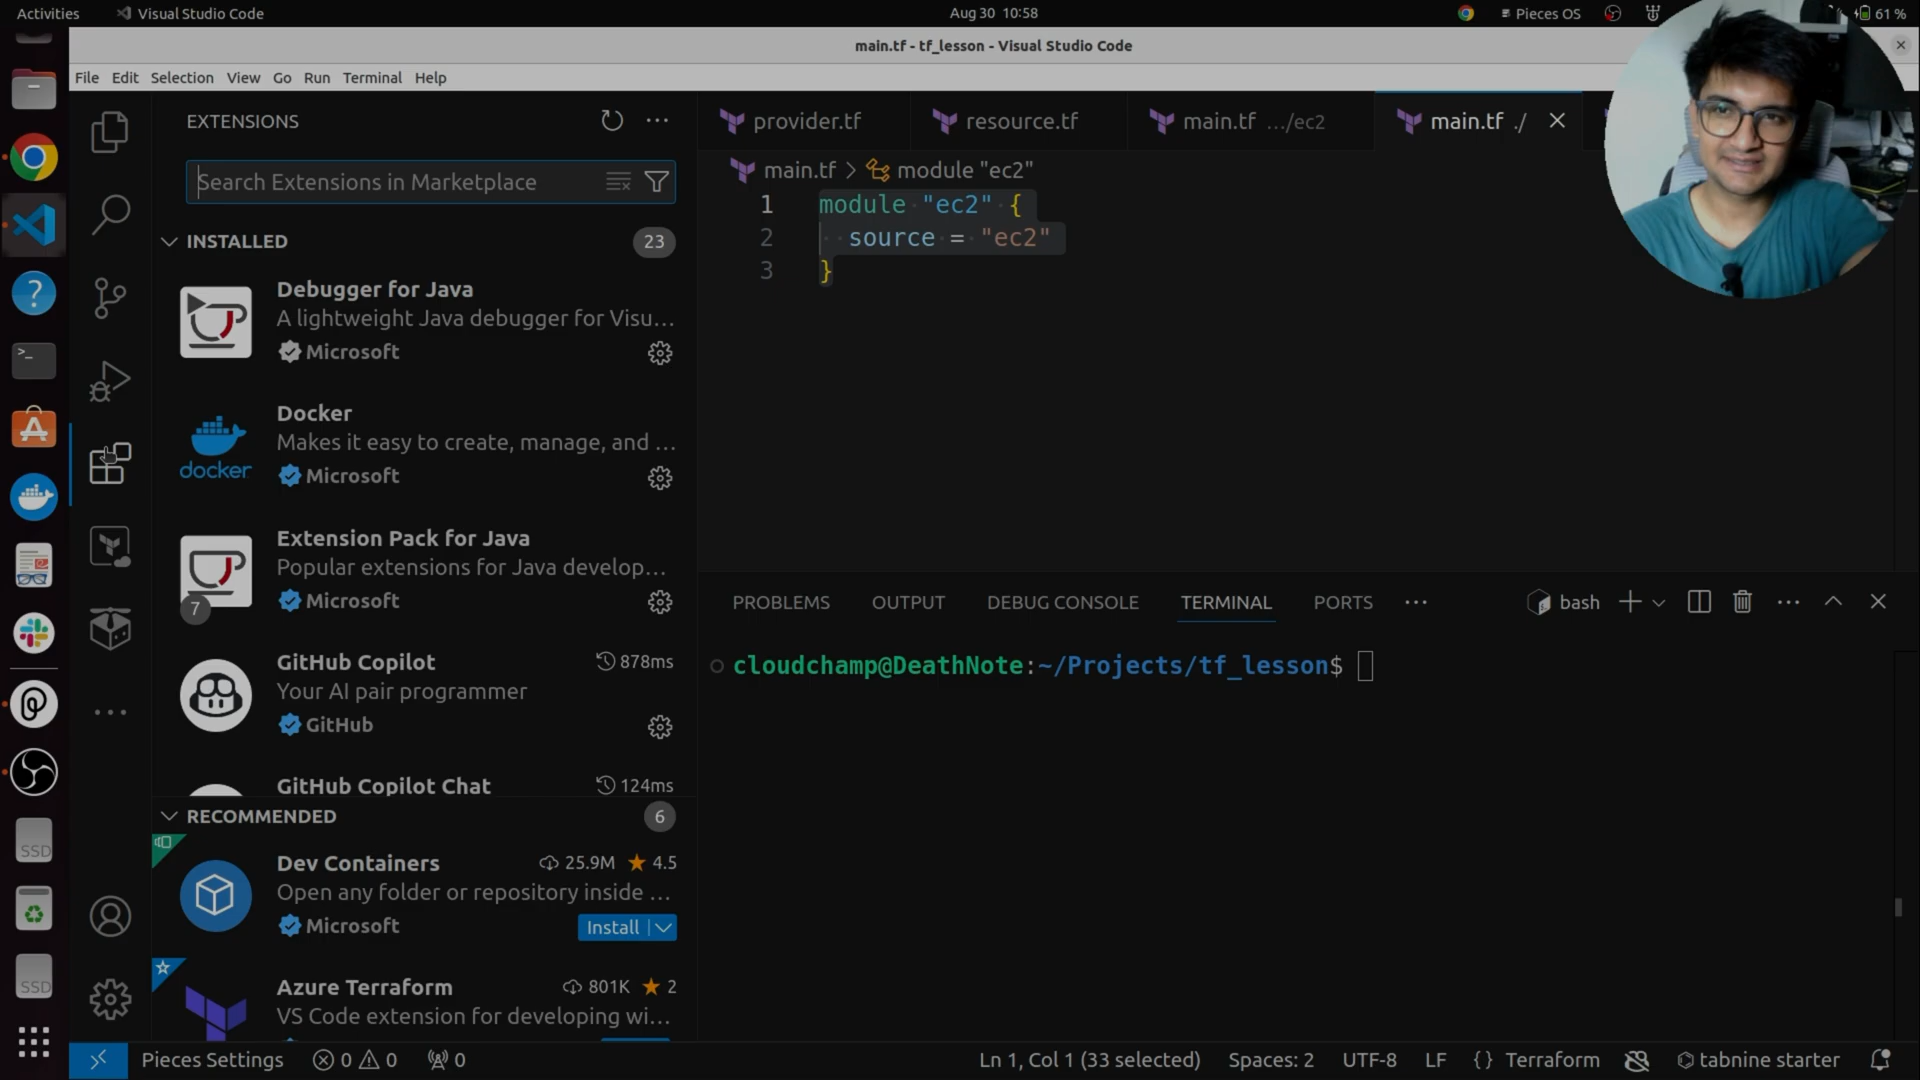 Activities
Visual Studio Code
Aug 30 10:58
Pieces OS
61 %
main.tf - tf_lesson - Visual Studio Code
File Edit Selection View Go Run Terminal Help
EXTENSIONS
Search Extensions in Marketplace
INSTALLED
23
Debugger for Java
A lightweight Java debugger for Visu...
Microsoft
Docker
Makes it easy to create, manage, and ...
docker
Microsoft
Extension Pack for Java
Popular extensions for Java develop...
7
Microsoft
GitHub Copilot
878ms
Your AI pair programmer
GitHub
GitHub Copilot Chat
124ms
RECOMMENDED
6
Dev Containers
25.9M
4.5
Open any folder or repository inside ...
Microsoft
Install
Azure Terraform
801K
2
VS Code extension for developing wi...
provider.tf
resource.tf
main.tf .../ec2
main.tf ./
main.tf > module "ec2"
1 module "ec2" {
2 source = "ec2"
3 }
PROBLEMS OUTPUT DEBUG CONSOLE TERMINAL PORTS
bash
cloudchamp@DeathNote:~/Projects/tf_lesson$
SSD
SSD
Pieces Settings
0
0
0
Ln 1, Col 1 (33 selected)
Spaces: 2
UTF-8
LF
{ } Terraform
tabnine starter